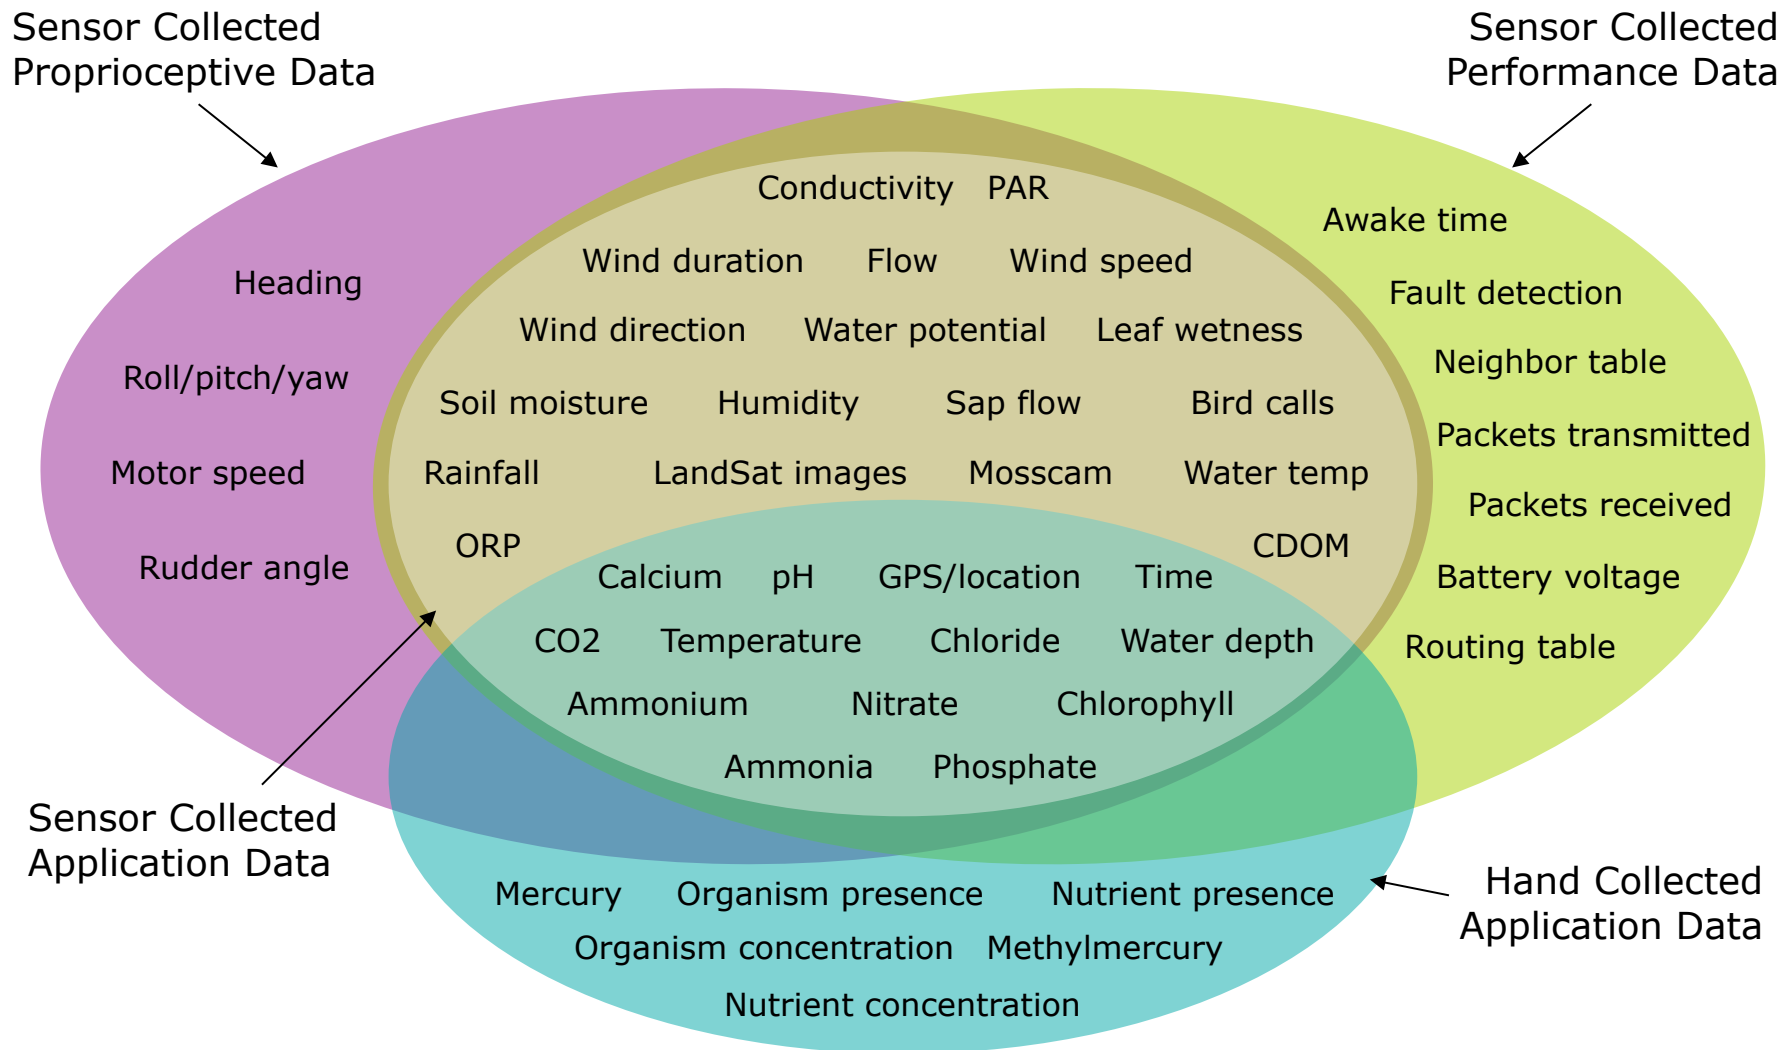 Sensor Collected
Proprioceptive Data
Sensor Collected
Performance Data
Conductivity PAR
Awake time
Wind duration Flow Wind speed
Heading
Fault detection
Wind direction Water potential Leaf wetness
Neighbor table
Roll/pitch/yaw
Soil moisture Humidity Sap flow Bird calls
Packets transmitted
Motor speed
Rainfall LandSat images Mosscam Water temp
Packets received
ORP CDOM
Rudder angle
Calcium pH GPS/location Time
Battery voltage
CO2 Temperature Chloride Water depth
Routing table
Ammonium Nitrate Chlorophyll
Ammonia Phosphate
Sensor Collected
Application Data
Mercury Organism presence Nutrient presence
Hand Collected
Application Data
Organism concentration Methylmercury
Nutrient concentration